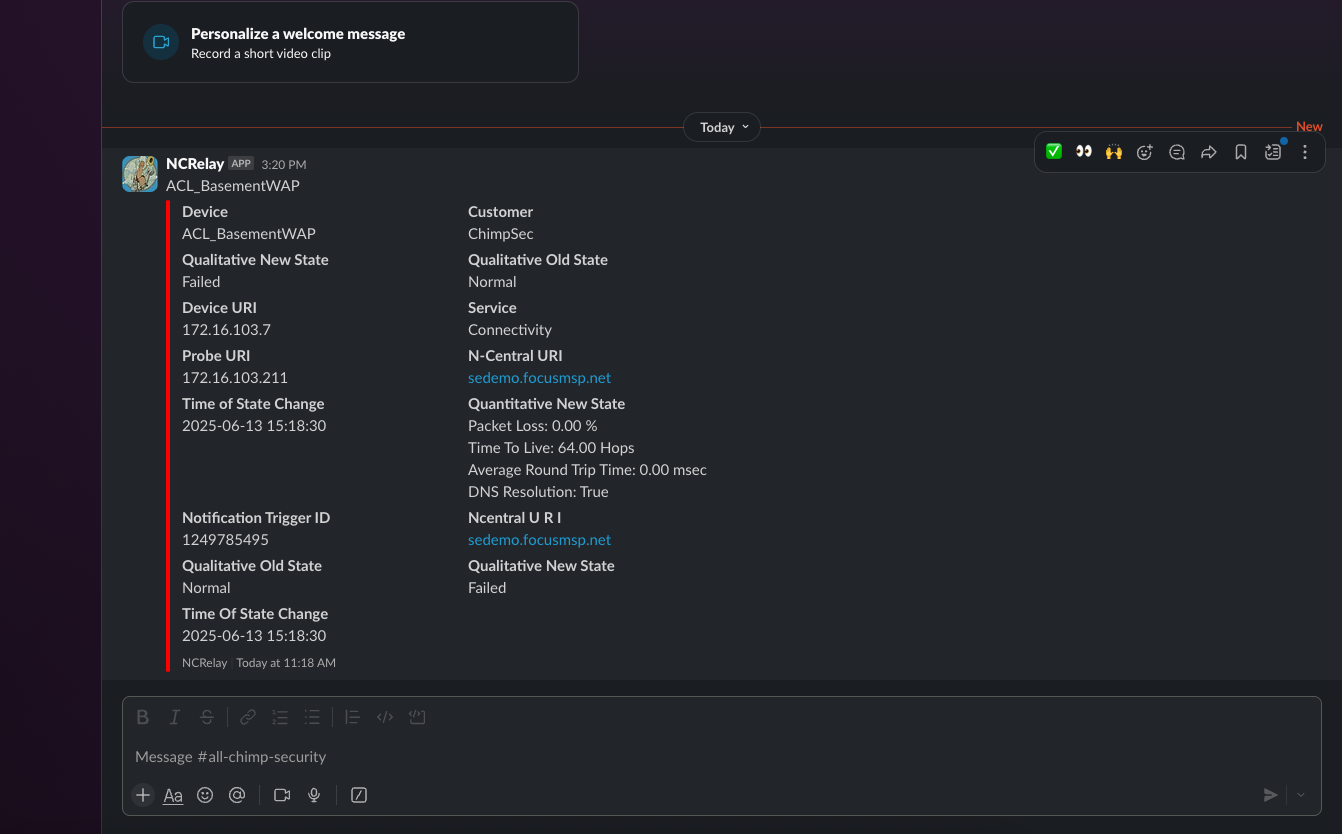 Personalize a welcome message
Record a short video clip
Today
New
NCRelay APP 3:20 PM
ACL_BasementWAP
Device
ACL_BasementWAP
Customer
ChimpSec
Qualitative New State
Failed
Qualitative Old State
Normal
Device URI
172.16.103.7
Service
Connectivity
Probe URI
172.16.103.211
N-Central URI
sedemo.focusmsp.net
Time of State Change
2025-06-13 15:18:30
Quantitative New State
Packet Loss: 0.00 %
Time To Live: 64.00 Hops
Average Round Trip Time: 0.00 msec
DNS Resolution: True
Notification Trigger ID
1249785495
Ncentral U R I
sedemo.focusmsp.net
Qualitative Old State
Normal
Qualitative New State
Failed
Time Of State Change
2025-06-13 15:18:30
NCRelay | Today at 11:18 AM
Message #all-chimp-security
Aa